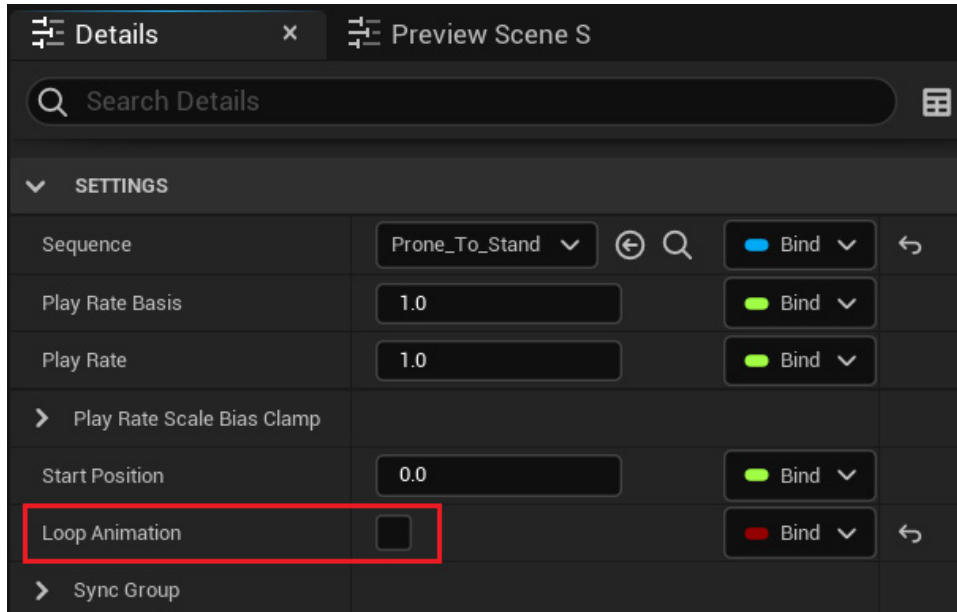 Details × Preview Scene S
Search Details
SETTINGS
Sequence Prone_To_Stand Bind
Play Rate Basis 1.0 Bind
Play Rate 1.0 Bind
Play Rate Scale Bias Clamp
Start Position 0.0 Bind
Loop Animation Bind
Sync Group